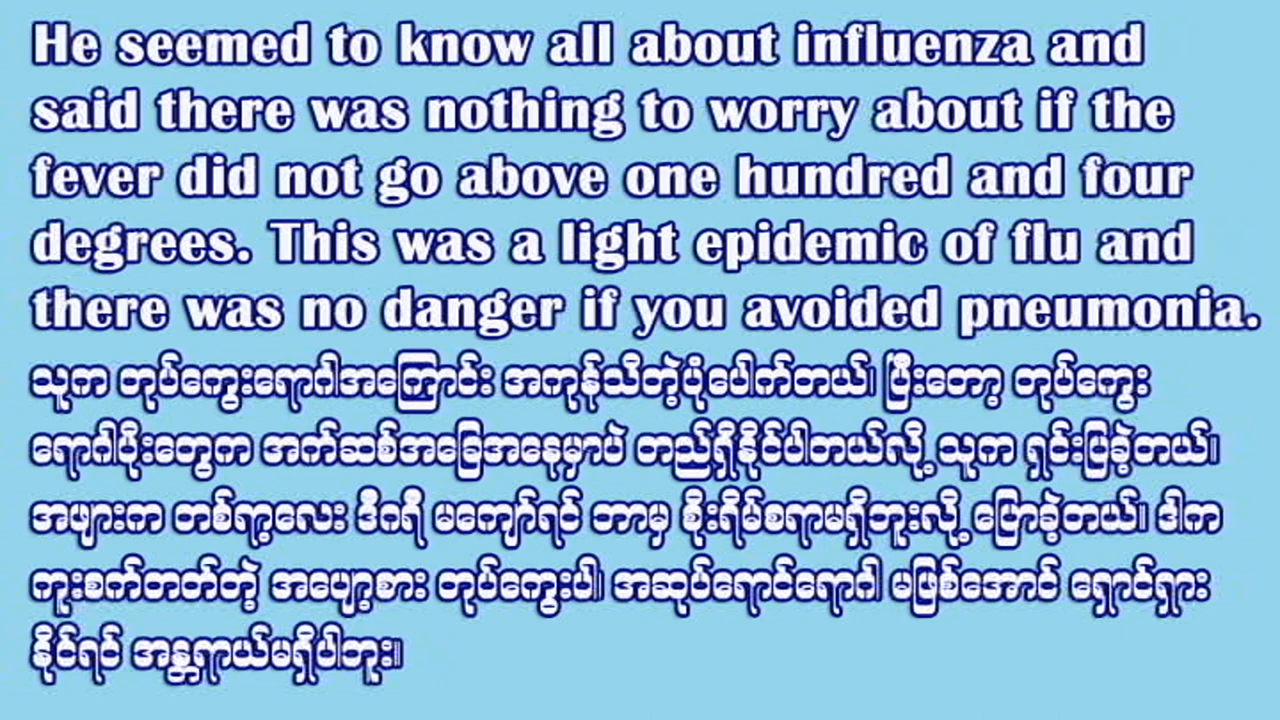 He seemed to know all about influenza and
said there was nothing to worry about if the
fever did not go above one hundred and four
degrees. This was a light epidemic of flu and
there was no danger if you avoided pneumonia.
သူက တုပ်ကွေးရောဂါအကြောင်း အကုန်သိတဲ့ပုံပေါက်တယ်၊ ပြီးတော့ တုပ်ကွေး
ရောဂါပိုးတွေက အက်ဆစ်အခြေအနေမှာပဲ တည်ရှိနိုင်ပါတယ်လို့ သူက ရှင်းပြခဲ့တယ်။
အဖျားက တစ်ရာ့လေး ဒီဂရီ မကျော်ရင် ဘာမှ စိုးရိမ်စရာမရှိဘူးလို့ ပြောခဲ့တယ်။ ဒါက
ကူးစက်တတ်တဲ့ အပျော့စား တုပ်ကွေးပါ၊ အဆုပ်ရောင်ရောဂါ မဖြစ်အောင် ရှောင်ရှား
နိုင်ရင် အန္တရာယ်မရှိပါဘူး။